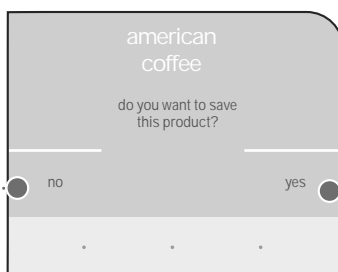 american
coffee
do you want to save
this product?
no
yes